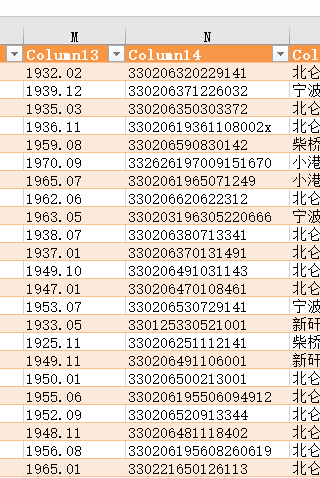 M N
Column13 Column14 Col
1932.02 330206320229141 北仑
1939.12 330206371226032 宁波
1935.03 330206350303372 北仑
1936.11 33020619361108002x 北仑
1959.08 330206590830142 柴桥
1970.09 332626197009151670 小港
1965.07 3302061965071249 小港
1962.06 330206620622312 北仑
1963.05 330203196305220666 宁波
1938.07 330206380713341 北仑
1937.01 330206370131491 北仑
1949.10 330206491031143 北仑
1947.01 330206470108461 北仑
1953.07 330206530729141 宁波
1933.05 330125330521001 新研
1925.11 330206251112141 柴桥
1949.11 330206491106001 新研
1950.01 330206500213001 北仑
1955.06 330206195506094912 北仑
1952.09 330206520913344 北仑
1948.11 330206481118402 北仑
1956.08 330206195608260619 北仑
1965.01 330221650126113 北仑